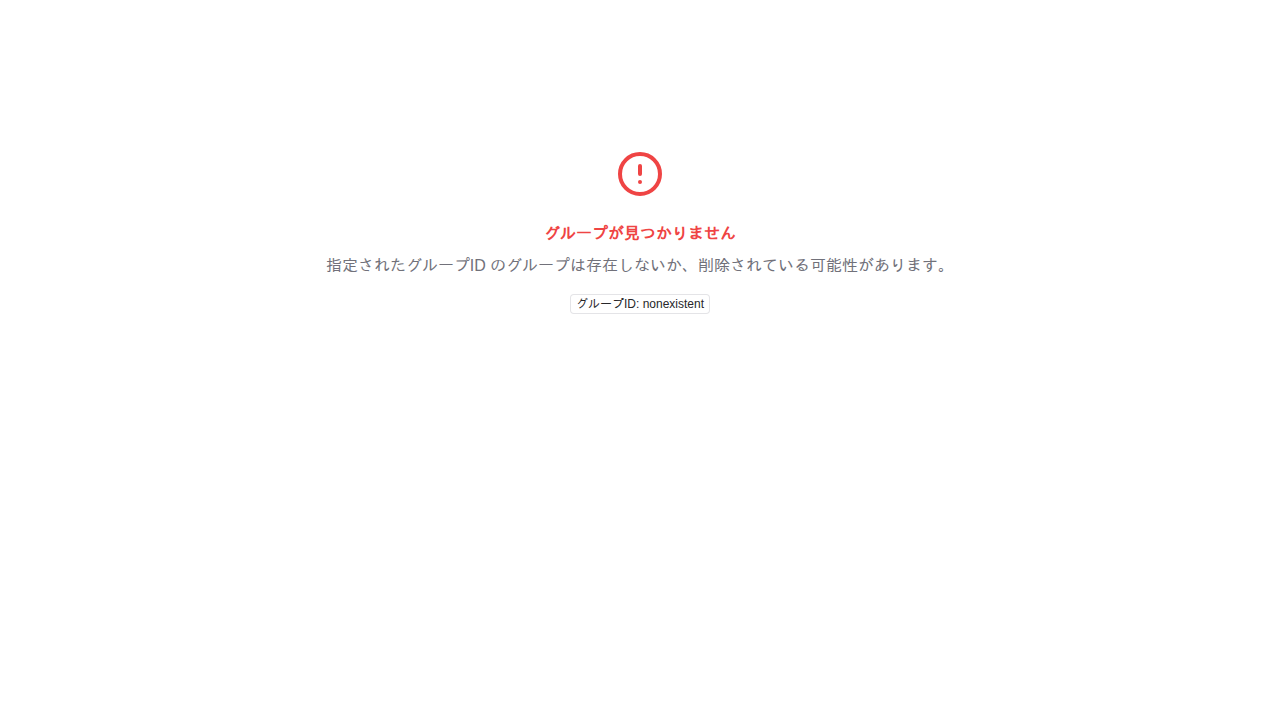 グループが見つかりません
指定されたグループID のグループは存在しないか、削除されている可能性があります。
グループID: nonexistent